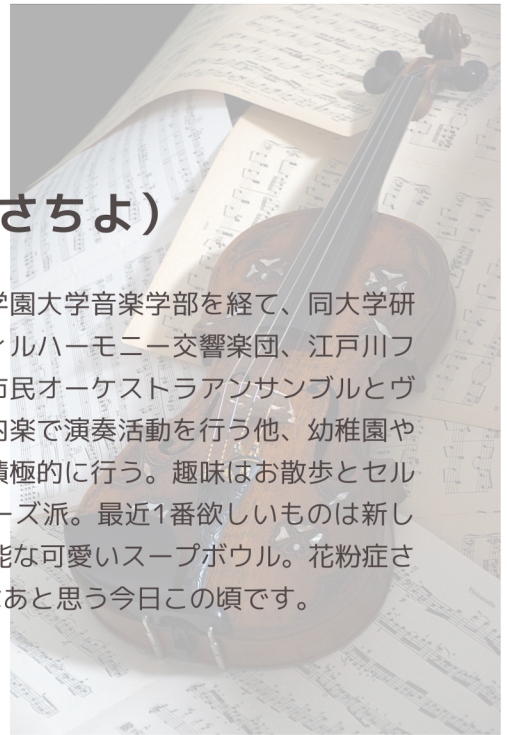 さちよ）
学園大学音楽学部を経て、同大学研
ィルハーモニー交響楽団、江戸川フ
市民オーケストラアンサンブルとヴ
内楽で演奏活動を行う他、幼稚園や
積極的に行う。趣味はお散歩とセル
ーズ派。最近1番欲しいものは新し
能な可愛いスープボウル。花粉症さ
なあと思う今日この頃です。